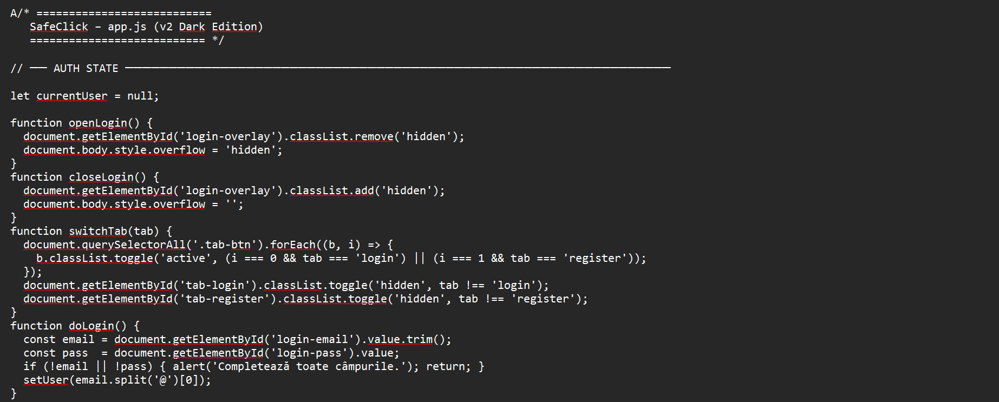 A/* ===========================
   SafeClick – app.js (v2 Dark Edition)
   =========================== */
// ── AUTH STATE ───────────────────────────────────────────────────────────────
let currentUser = null;
function openLogin() {
  document.getElementById('login-overlay').classList.remove('hidden');
  document.body.style.overflow = 'hidden';
}
function closeLogin() {
  document.getElementById('login-overlay').classList.add('hidden');
  document.body.style.overflow = '';
}
function switchTab(tab) {
  document.querySelectorAll('.tab-btn').forEach((b, i) => {
    b.classList.toggle('active', (i === 0 && tab === 'login') || (i === 1 && tab === 'register'));
  });
  document.getElementById('tab-login').classList.toggle('hidden', tab !== 'login');
  document.getElementById('tab-register').classList.toggle('hidden', tab !== 'register');
}
function doLogin() {
  const email = document.getElementById('login-email').value.trim();
  const pass  = document.getElementById('login-pass').value;
  if (!email || !pass) { alert('Completează toate câmpurile.'); return; }
  setUser(email.split('@')[0]);
}